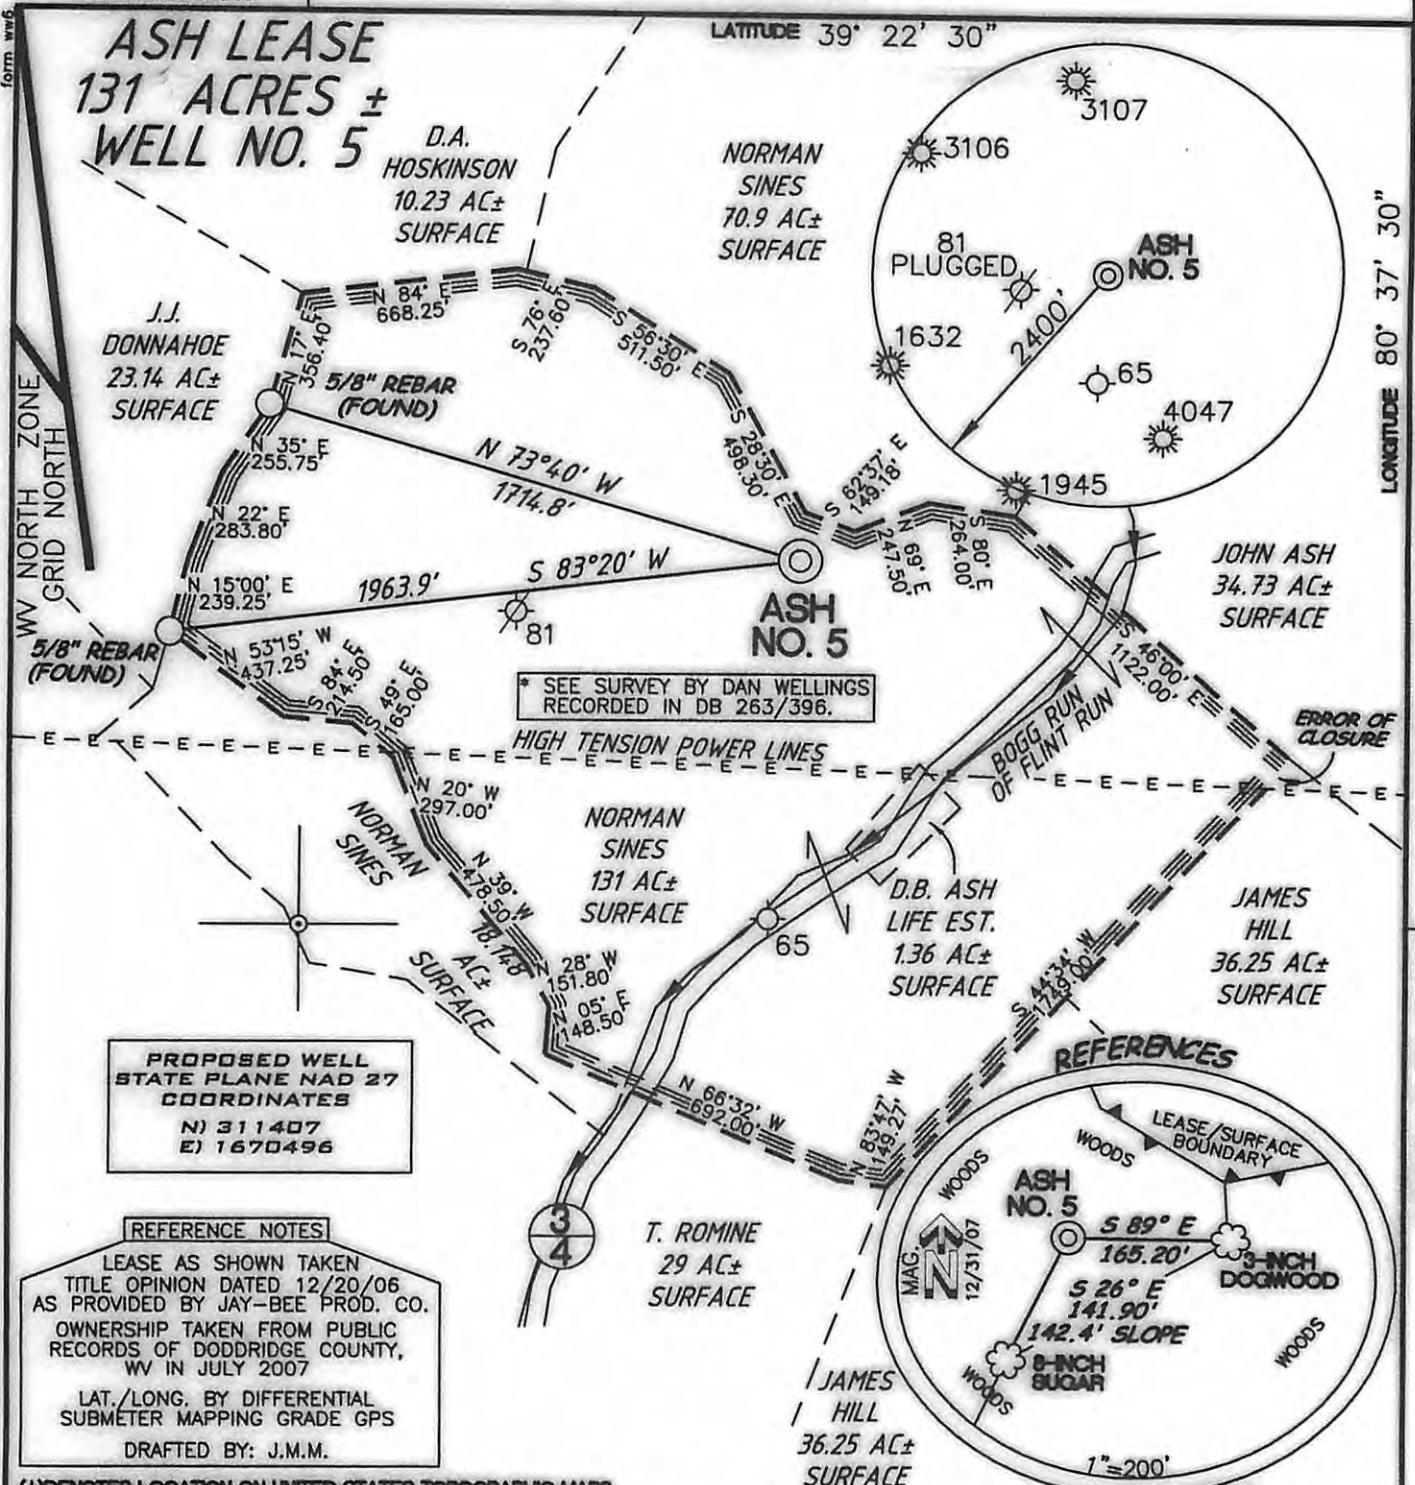 form ww6
ASH LEASE
131 ACRES ±
WELL NO. 5
LATITUDE 39° 22' 30"
LONGITUDE 80° 37' 30"
D.A.
HOSKINSON
10.23 AC±
SURFACE
NORMAN
SINES
70.9 AC±
SURFACE
3107
3106
81
PLUGGED
ASH
NO. 5
2400'
1632
65
4047
1945
J.J.
DONNAHOE
23.14 AC±
SURFACE
WV NORTH ZONE
GRID NORTH
N 84° E
668.25'
S 76° E
237.60'
S 56°30' E
511.50'
N 17° E
356.40'
5/8" REBAR
(FOUND)
S 28°30' E
498.30'
N 35° E
255.75'
N 73°40' W
1714.8'
S 62°37' E
149.18'
N 22° E
283.80'
N 69° E
247.50'
S 80° E
264.00'
JOHN ASH
34.73 AC±
SURFACE
N 15°00' E
239.25'
1963.9'
S 83°20' W
81
ASH
NO. 5
5/8" REBAR
(FOUND)
N 53°15' W
437.25'
S 84° E
214.50'
S 49° E
165.00'
S 46°00' E
1122.00'
* SEE SURVEY BY DAN WELLINGS
RECORDED IN DB 263/396.
ERROR OF
CLOSURE
HIGH TENSION POWER LINES
E E E E E E E E E E E E E E E E E E E E E E E E E E E E
BOGG RUN
OF FLINT RUN
N 20° W
297.00'
NORMAN
SINES
18.148
AC±
SURFACE
NORMAN
SINES
131 AC±
SURFACE
N 39° W
478.50'
D.B. ASH
LIFE EST.
1.36 AC±
SURFACE
65
JAMES
HILL
36.25 AC±
SURFACE
N 28° W
151.80'
N 05° E
148.50'
S 44°34' W
1749.00'
PROPOSED WELL
STATE PLANE NAD 27
COORDINATES
N) 311407
E) 1670496
N 66°32' W
692.00'
N 83°47' W
149.27'
REFERENCES
LEASE/SURFACE
BOUNDARY
WOODS
WOODS
ASH
NO. 5
S 89° E
165.20'
3-INCH
DOGWOOD
MAG.
N
12/31/07
S 26° E
141.90'
142.4' SLOPE
8-INCH
SUGAR
WOODS
WOODS
1"=200'
3
4
T. ROMINE
29 AC±
SURFACE
REFERENCE NOTES
LEASE AS SHOWN TAKEN
TITLE OPINION DATED 12/20/06
AS PROVIDED BY JAY-BEE PROD. CO.
OWNERSHIP TAKEN FROM PUBLIC
RECORDS OF DODDRIDGE COUNTY,
WV IN JULY 2007
LAT./LONG. BY DIFFERENTIAL
SUBMETER MAPPING GRADE GPS
DRAFTED BY: J.M.M.
JAMES
HILL
36.25 AC±
SURFACE
(+)DENOTES LOCATION ON UNITED STATES TOPOGRAPHIC MAPS